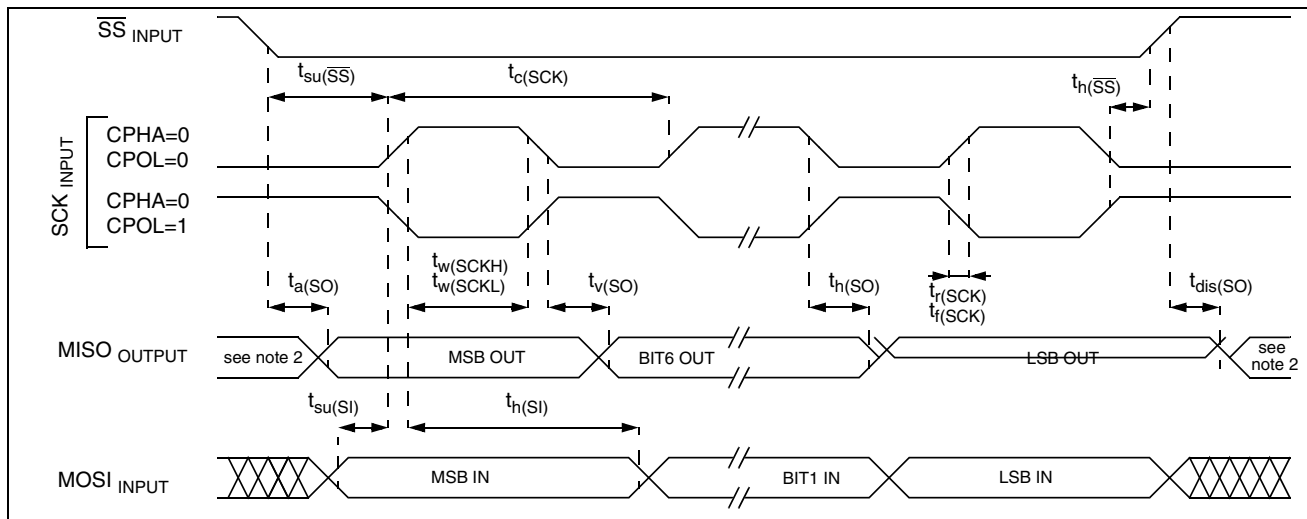 SS INPUT
tsu(SS)
tc(SCK)
th(SS)
SCK INPUT
CPHA=0
CPOL=0
CPHA=0
CPOL=1
ta(SO)
tw(SCKH)
tw(SCKL)
tv(SO)
th(SO)
tr(SCK)
tf(SCK)
tdis(SO)
MISO OUTPUT
see note 2
MSB OUT
BIT6 OUT
LSB OUT
see
note 2
tsu(SI)
th(SI)
MOSI INPUT
MSB IN
BIT1 IN
LSB IN